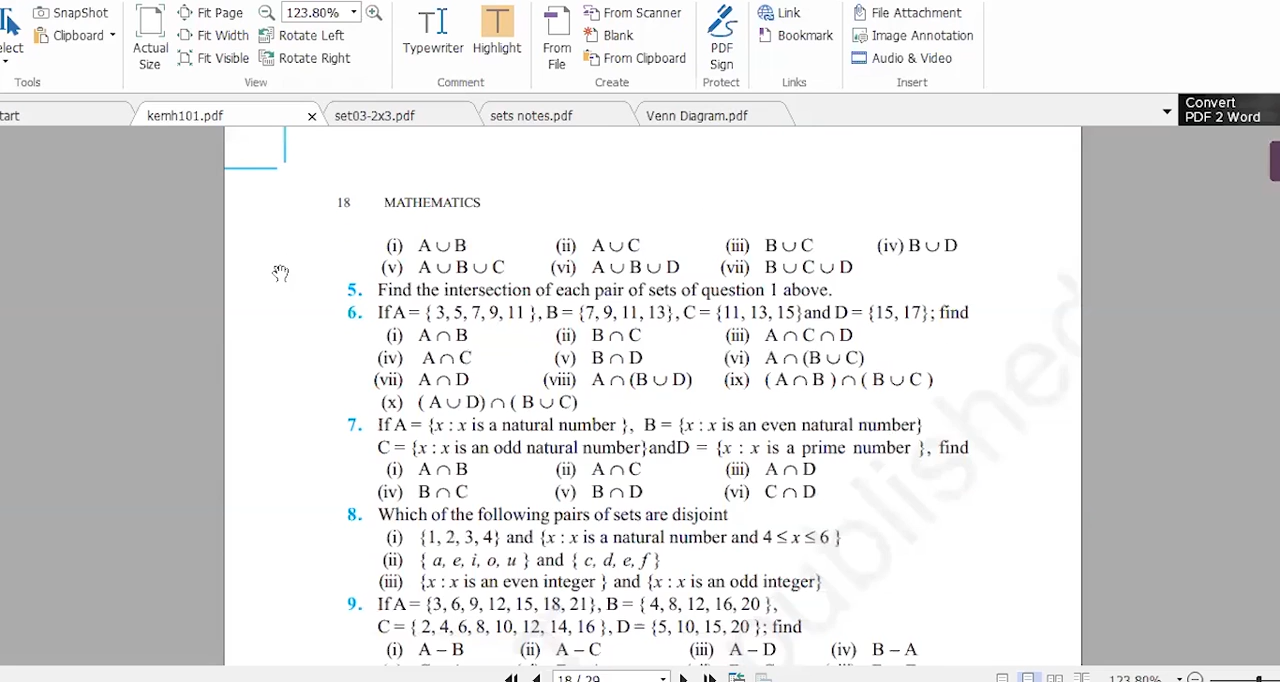 SnapShot Fit Page 123.80% From Scanner Link File Attachment
elect Clipboard Fit Width Rotate Left Blank Bookmark Image Annotation
Actual Size Fit Visible Rotate Right Typewriter Highlight From File From Clipboard PDF Sign Audio & Video
Tools View Comment Create Protect Links Insert
tart kemh101.pdf set03-2x3.pdf sets notes.pdf Venn Diagram.pdf Convert PDF 2 Word
18 MATHEMATICS
(i) A ∪ B (ii) A ∪ C (iii) B ∪ C (iv) B ∪ D
(v) A ∪ B ∪ C (vi) A ∪ B ∪ D (vii) B ∪ C ∪ D
5. Find the intersection of each pair of sets of question 1 above.
6. If A = { 3, 5, 7, 9, 11 }, B = {7, 9, 11, 13}, C = {11, 13, 15}and D = {15, 17}; find
(i) A ∩ B (ii) B ∩ C (iii) A ∩ C ∩ D
(iv) A ∩ C (v) B ∩ D (vi) A ∩ (B ∪ C)
(vii) A ∩ D (viii) A ∩ (B ∪ D) (ix) ( A ∩ B ) ∩ ( B ∪ C )
(x) ( A ∪ D) ∩ ( B ∪ C)
7. If A = {x : x is a natural number }, B = {x : x is an even natural number}
C = {x : x is an odd natural number}andD = {x : x is a prime number }, find
(i) A ∩ B (ii) A ∩ C (iii) A ∩ D
(iv) B ∩ C (v) B ∩ D (vi) C ∩ D
8. Which of the following pairs of sets are disjoint
(i) {1, 2, 3, 4} and {x : x is a natural number and 4 ≤ x ≤ 6 }
(ii) { a, e, i, o, u } and { c, d, e, f }
(iii) {x : x is an even integer } and {x : x is an odd integer}
9. If A = {3, 6, 9, 12, 15, 18, 21}, B = { 4, 8, 12, 16, 20 },
C = { 2, 4, 6, 8, 10, 12, 14, 16 }, D = {5, 10, 15, 20 }; find
(i) A – B (ii) A – C (iii) A – D (iv) B – A
18 / 29 123.80%